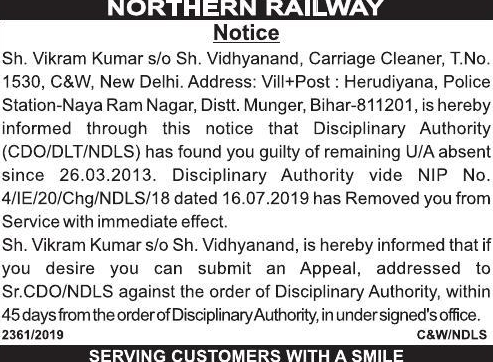 NORTHERN RAILWAY
Notice
Sh. Vikram Kumar s/o Sh. Vidhyanand, Carriage Cleaner, T.No.
1530, C&W, New Delhi. Address: Vill+Post : Herudiyana, Police
Station-Naya Ram Nagar, Distt. Munger, Bihar-811201, is hereby
informed through this notice that Disciplinary Authority
(CDO/DLT/NDLS) has found you guilty of remaining U/A absent
since 26.03.2013. Disciplinary Authority vide NIP No.
4/IE/20/Chg/NDLS/18 dated 16.07.2019 has Removed you from
Service with immediate effect.
Sh. Vikram Kumar s/o Sh. Vidhyanand, is hereby informed that if
you desire you can submit an Appeal, addressed to
Sr.CDO/NDLS against the order of Disciplinary Authority, within
45 days from the order of Disciplinary Authority, in under signed's office.
2361/2019 C&W/NDLS
SERVING CUSTOMERS WITH A SMILE